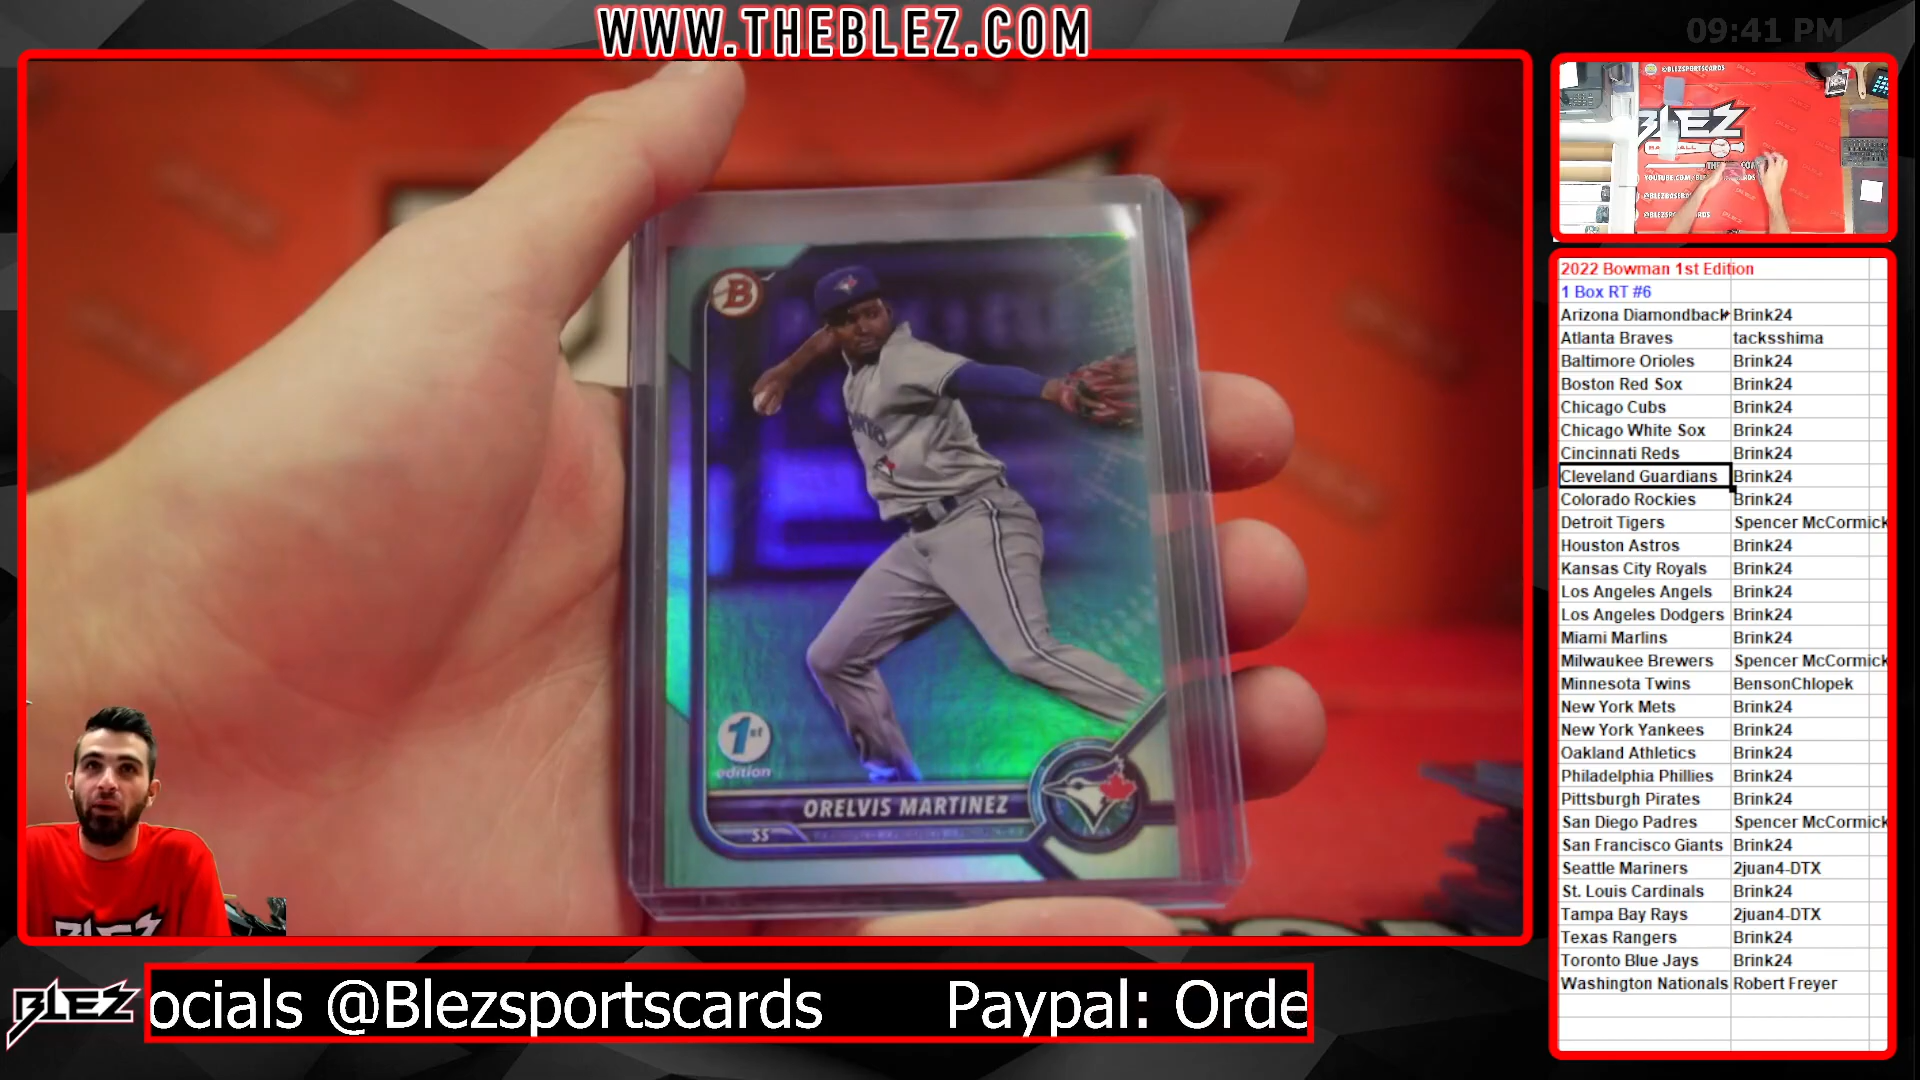 WWW.THEBLEZ.COM
09:41 PM
@BLEZSPORTSCARDS
BLEZ
BASEBALL
B
1st
edition
ORELVIS MARTINEZ
SS
2022 Bowman 1st Edition
1 Box RT #6
Arizona Diamondback Brink24
Atlanta Braves tacksshima
Baltimore Orioles Brink24
Boston Red Sox Brink24
Chicago Cubs Brink24
Chicago White Sox Brink24
Cincinnati Reds Brink24
Cleveland Guardians Brink24
Colorado Rockies Brink24
Detroit Tigers Spencer McCormick
Houston Astros Brink24
Kansas City Royals Brink24
Los Angeles Angels Brink24
Los Angeles Dodgers Brink24
Miami Marlins Brink24
Milwaukee Brewers Spencer McCormick
Minnesota Twins BensonChlopek
New York Mets Brink24
New York Yankees Brink24
Oakland Athletics Brink24
Philadelphia Phillies Brink24
Pittsburgh Pirates Brink24
San Diego Padres Spencer McCormick
San Francisco Giants Brink24
Seattle Mariners 2juan4-DTX
St. Louis Cardinals Brink24
Tampa Bay Rays 2juan4-DTX
Texas Rangers Brink24
Toronto Blue Jays Brink24
Washington Nationals Robert Freyer
BLEZ
BLEZ
ocials @Blezsportscards Paypal: Orde